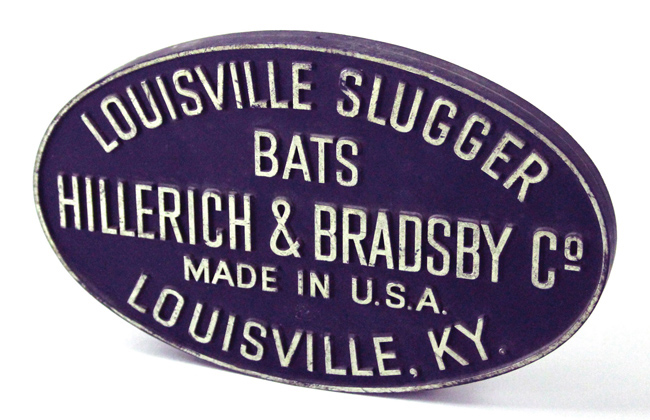 LOUISVILLE SLUGGER
BATS
HILLERICH & BRADSBY Cº
MADE IN U.S.A.
LOUISVILLE, KY.